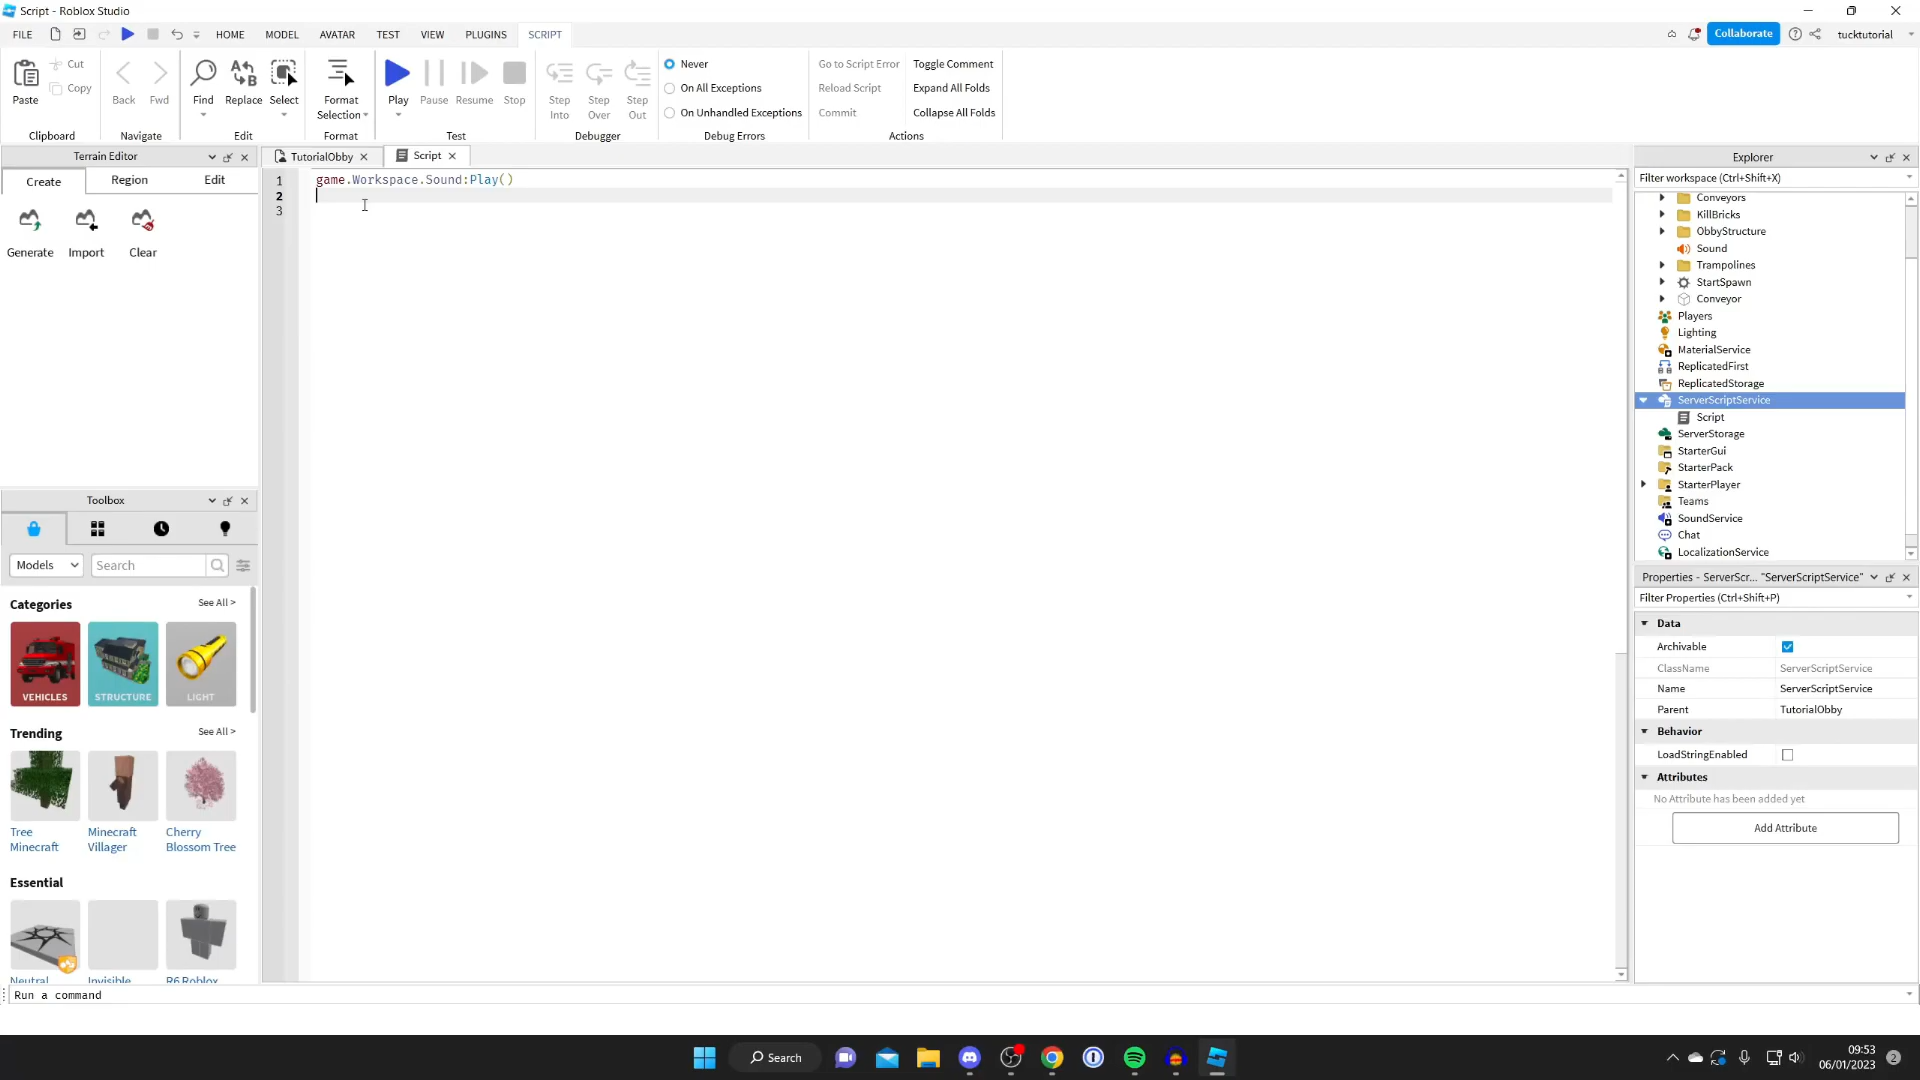 Script - Roblox Studio
FILE HOME MODEL AVATAR TEST VIEW PLUGINS SCRIPT Collaborate tucktutorial
Paste Cut Copy Back Fwd Find Replace Select Format Selection Play Pause Resume Stop Step Into Step Over Step Out
Never Go to Script Error Toggle Comment
On All Exceptions Reload Script Expand All Folds
On Unhandled Exceptions Commit Collapse All Folds
Clipboard Navigate Edit Format Test Debugger Debug Errors Actions
Terrain Editor
Create Region Edit
Generate Import Clear
TutorialObby Script
1 game.Workspace.Sound:Play()
2
3
Toolbox
Models Search
Categories See All >
VEHICLES STRUCTURE LIGHT
Trending See All >
Tree Minecraft
Minecraft Villager
Cherry Blossom Tree
Essential
Neutral Invisible R6 Roblox
Run a command
Explorer
Filter workspace (Ctrl+Shift+X)
Conveyors
KillBricks
ObbyStructure
Sound
Trampolines
StartSpawn
Conveyor
Players
Lighting
MaterialService
ReplicatedFirst
ReplicatedStorage
ServerScriptService
Script
ServerStorage
StarterGui
StarterPack
StarterPlayer
Teams
SoundService
Chat
LocalizationService
Properties - ServerScr... "ServerScriptService"
Filter Properties (Ctrl+Shift+P)
Data
Archivable
ClassName ServerScriptService
Name ServerScriptService
Parent TutorialObby
Behavior
LoadStringEnabled
Attributes
No Attribute has been added yet
Add Attribute
Search
09:53
06/01/2023
2